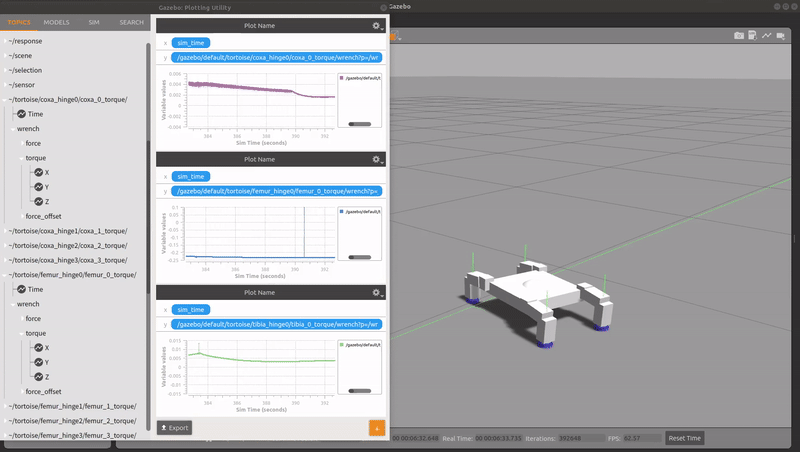 Gazebo: Plotting Utility
Gazebo
TOPICS MODELS SIM SEARCH
~/response
~/scene
~/selection
~/sensor
~/tortoise/coxa_hinge0/coxa_0_torque/
Time
wrench
force
torque
X
Y
Z
force_offset
~/tortoise/coxa_hinge1/coxa_1_torque/
~/tortoise/coxa_hinge2/coxa_2_torque/
~/tortoise/coxa_hinge3/coxa_3_torque/
~/tortoise/femur_hinge0/femur_0_torque/
Time
wrench
force
torque
X
Y
Z
force_offset
~/tortoise/femur_hinge1/femur_1_torque/
~/tortoise/femur_hinge2/femur_2_torque/
~/tortoise/femur_hinge3/femur_3_torque/
Plot Name
x sim_time
y /gazebo/default/tortoise/coxa_hinge0/coxa_0_torque/wrench?p=/wr
Variable values
0.006
0.004
0.002
0
-0.002
-0.004
384 386 388 390 392
Sim Time (seconds)
/gazebo/default/t
Plot Name
x sim_time
y /gazebo/default/tortoise/femur_hinge0/femur_0_torque/wrench?p=
Variable values
0.1
0.05
0
-0.05
-0.1
-0.15
-0.2
-0.25
384 386 388 390 392
Sim Time (seconds)
/gazebo/default/t
Plot Name
x sim_time
y /gazebo/default/tortoise/tibia_hinge0/tibia_0_torque/wrench?p=/wr
Variable values
0.015
0.01
0.005
0
-0.005
-0.01
-0.015
384 386 388 390 392
Sim Time (seconds)
/gazebo/default/t
Export
00 00:06:32.648 Real Time: 00 00:06:53.735 Iterations: 392648 FPS: 62.37 Reset Time